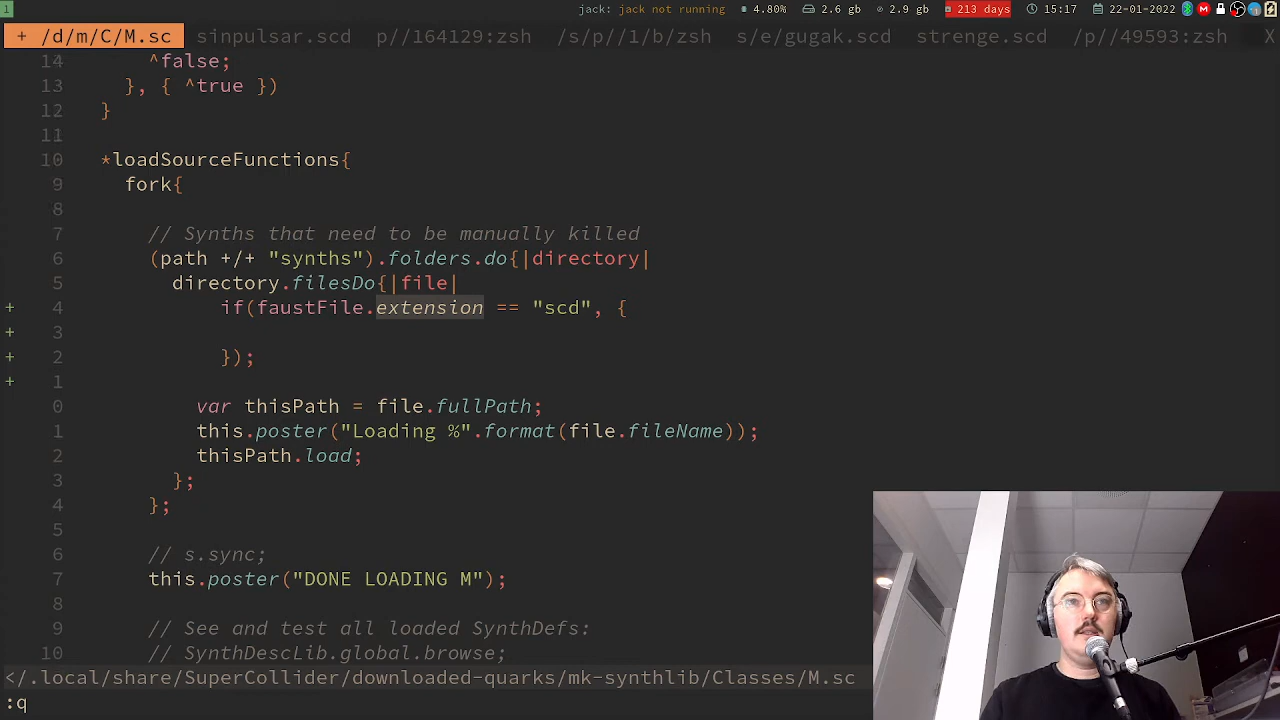 1 jack: jack not running 4.80% 2.6 gb 2.9 gb 213 days 15:17 22-01-2022
+ /d/m/C/M.sc sinpulsar.scd p//164129:zsh /s/p//1/b/zsh s/e/gugak.scd strenge.scd /p//49593:zsh X
14 ^false;
13 }, { ^true })
12 }
11
10 *loadSourceFunctions{
9 fork{
8
7 // Synths that need to be manually killed
6 (path +/+ "synths").folders.do{|directory|
5 directory.filesDo{|file|
+ 4 if(faustFile.extension == "scd", {
+ 3
+ 2 });
+ 1
0 var thisPath = file.fullPath;
1 this.poster("Loading %".format(file.fileName));
2 thisPath.load;
3 };
4 };
5
6 // s.sync;
7 this.poster("DONE LOADING M");
8
9 // See and test all loaded SynthDefs:
10 // SynthDescLib.global.browse;
</.local/share/SuperCollider/downloaded-quarks/mk-synthlib/Classes/M.sc
:q